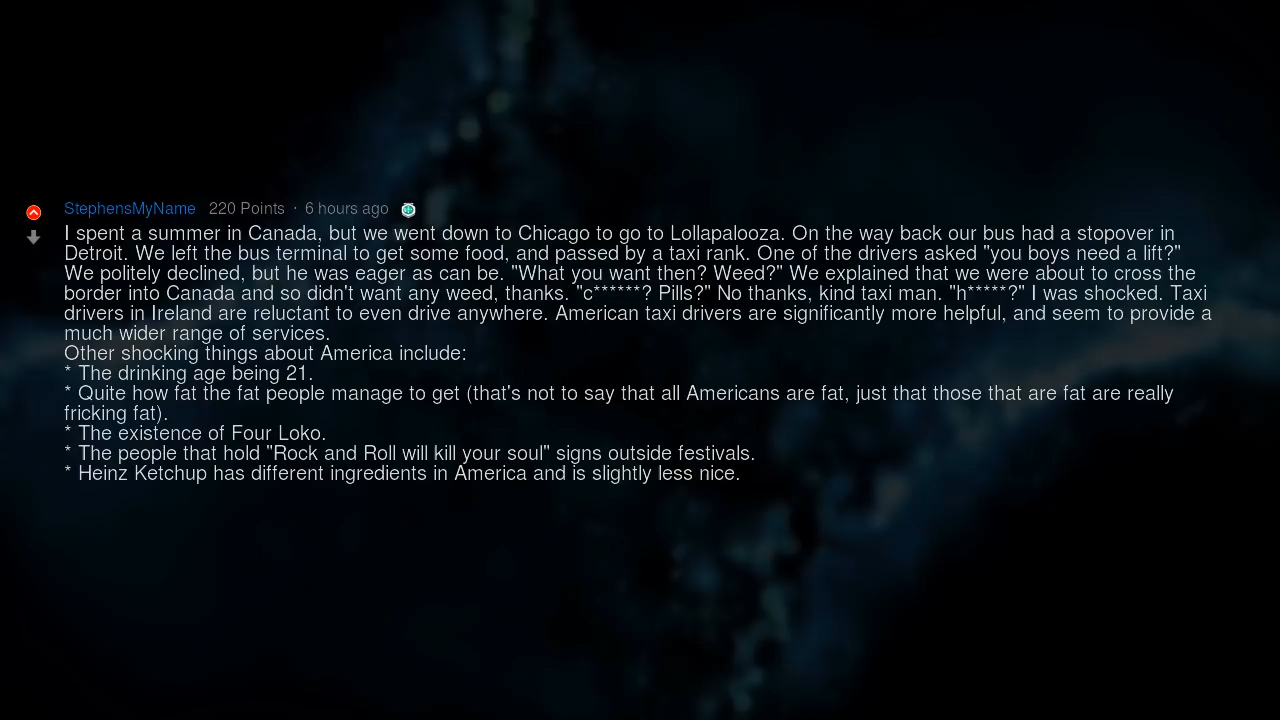 StephensMyName 220 Points · 6 hours ago
I spent a summer in Canada, but we went down to Chicago to go to Lollapalooza. On the way back our bus had a stopover in
Detroit. We left the bus terminal to get some food, and passed by a taxi rank. One of the drivers asked "you boys need a lift?"
We politely declined, but he was eager as can be. "What you want then? Weed?" We explained that we were about to cross the
border into Canada and so didn't want any weed, thanks. "c******? Pills?" No thanks, kind taxi man. "h*****?" I was shocked. Taxi
drivers in Ireland are reluctant to even drive anywhere. American taxi drivers are significantly more helpful, and seem to provide a
much wider range of services.
Other shocking things about America include:
* The drinking age being 21.
* Quite how fat the fat people manage to get (that's not to say that all Americans are fat, just that those that are fat are really
fricking fat).
* The existence of Four Loko.
* The people that hold "Rock and Roll will kill your soul" signs outside festivals.
* Heinz Ketchup has different ingredients in America and is slightly less nice.